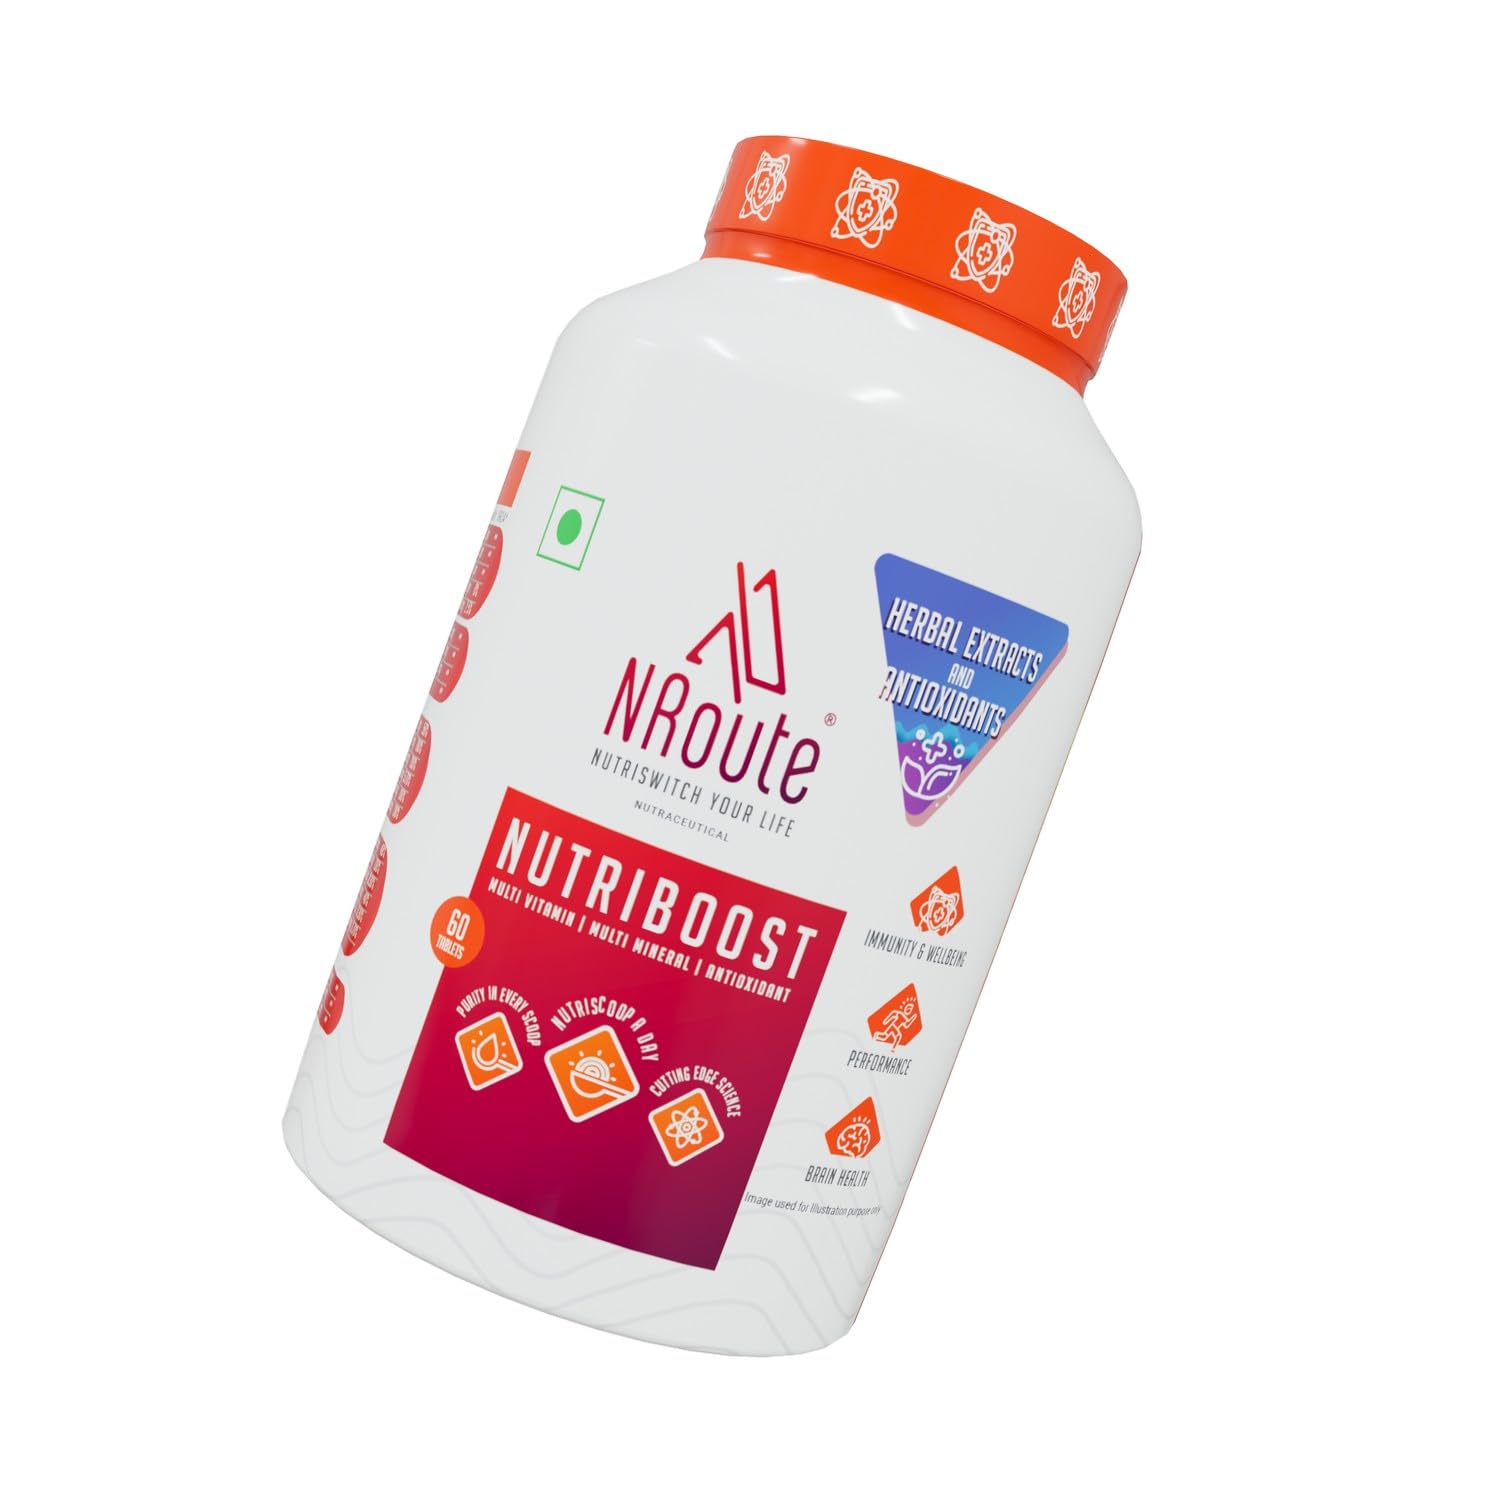 NRoute®
NUTRISWITCH YOUR LIFE
NUTRACEUTICAL
HERBAL EXTRACTS
AND
ANTIOXIDANTS
NUTRIBOOST
MULTI VITAMIN | MULTI MINERAL | ANTIOXIDANT
60
TABLETS
PURITY IN EVERY SCOOP
NUTRISCOOP A DAY
CUTTING EDGE SCIENCE
IMMUNITY & WELLBEING
PERFORMANCE
BRAIN HEALTH
Image used for Illustration purpose only